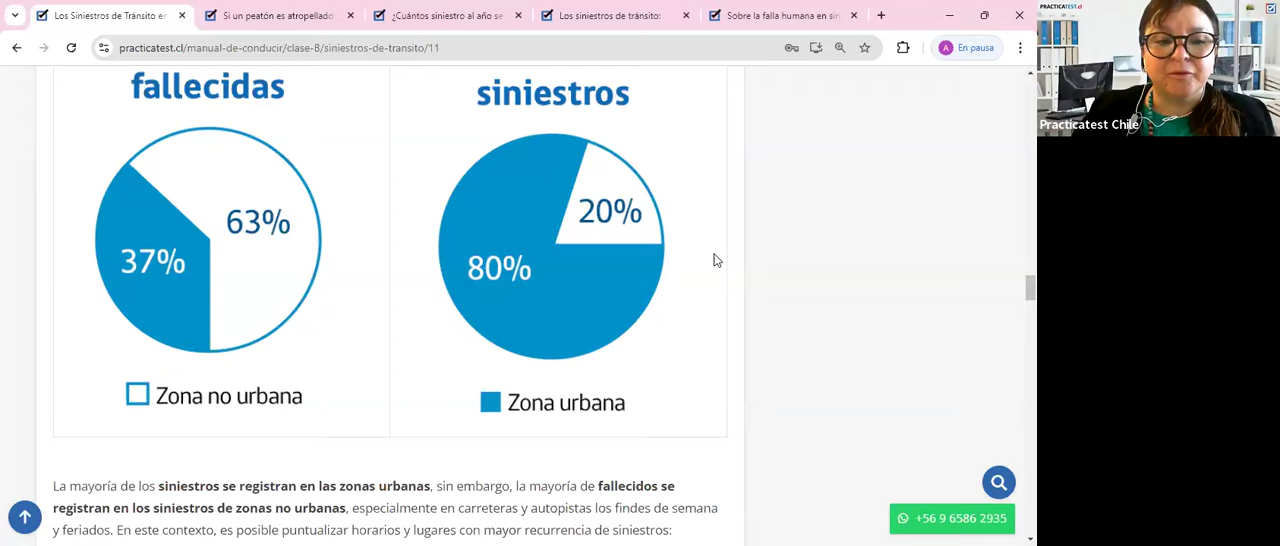 Los Siniestros de Tránsito en
Si un peatón es atropellado
¿Cuántos siniestro al año se
Los siniestros de tránsito:
Sobre la falla humana en sin
practicatest.cl/manual-de-conducir/clase-B/siniestros-de-transito/11
A
En pausa
PRACTICATEST.cl
Practicatest Chile
fallecidas
siniestros
63%
37%
20%
80%
Zona no urbana
Zona urbana
La mayoría de los siniestros se registran en las zonas urbanas, sin embargo, la mayoría de fallecidos se
registran en los siniestros de zonas no urbanas, especialmente en carreteras y autopistas los findes de semana
y feriados. En este contexto, es posible puntualizar horarios y lugares con mayor recurrencia de siniestros:
+56 9 6586 2935